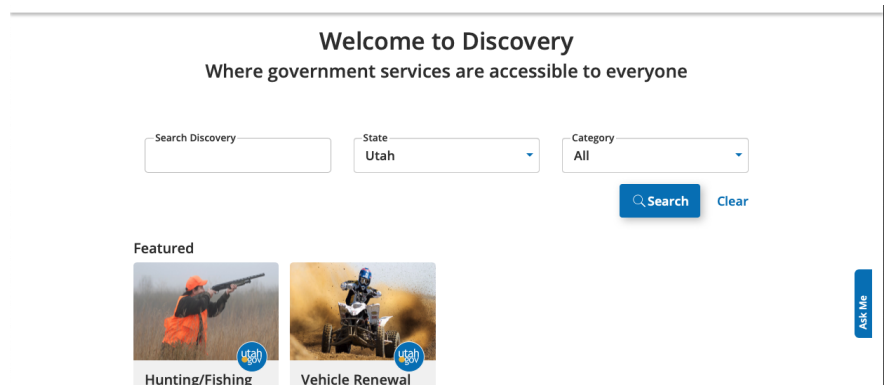 Welcome to Discovery
Where government services are accessible to everyone
Search Discovery
State
Category
Utah
All
Search
Clear
Featured
Ask Me
utah
gov
utah
gov
Hunting/Fishing
Vehicle Renewal